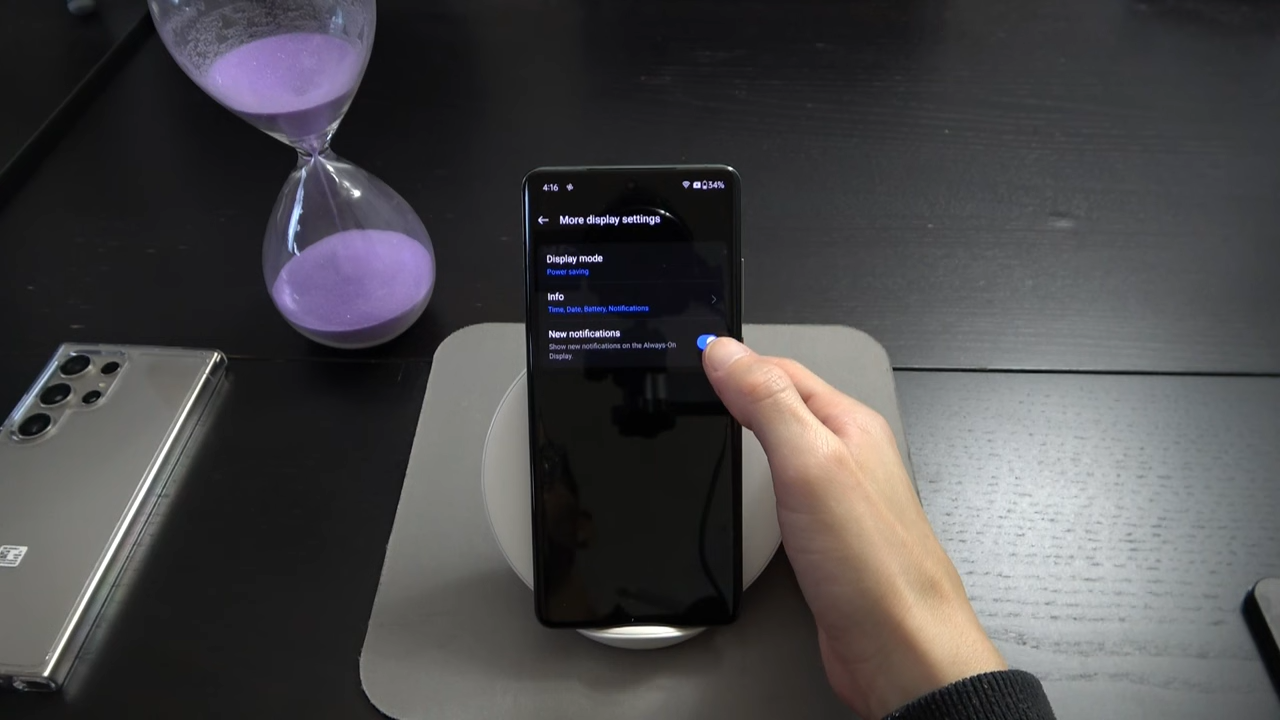 4:16
34%
More display settings
Display mode
Power saving
Info
Time, Date, Battery, Notifications
New notifications
Show new notifications on the Always-On
Display.